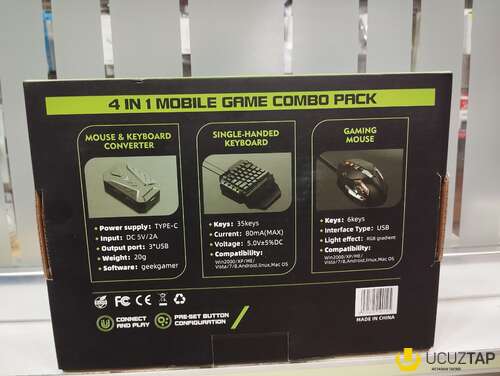 4 IN 1 MOBILE GAME COMBO PACK
MOUSE & KEYBOARD
CONVERTER
• Power supply: TYPE-C
• Input: DC 5V/2A
• Output port: 3*USB
• Weight: 20g
• Software: geekgamer
SINGLE-HANDED
KEYBOARD
• Keys: 35keys
• Current: 80mA(MAX)
• Voltage: 5.0V±5%DC
• Compatibility:
Win2000/XP/ME/
Vista/7/8,Android,linux,Mac OS
GAMING
MOUSE
• Keys: 6keys
• Interface Type: USB
• Light effect: RGB gradient
• Compatibility:
Win2000/XP/ME/
Vista/7/8,Android,linux,Mac OS
CE FC
CONNECT
AND PLAY
PRE-SET BUTTON
CONFIGURATION
MADE IN CHINA
UCUZTAP